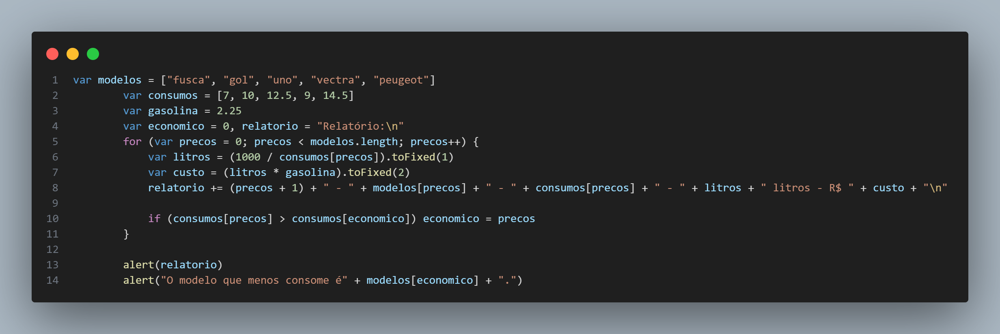 1 var modelos = ["fusca", "gol", "uno", "vectra", "peugeot"]
2         var consumos = [7, 10, 12.5, 9, 14.5]
3         var gasolina = 2.25
4         var economico = 0, relatorio = "Relatório:\n"
5         for (var precos = 0; precos < modelos.length; precos++) {
6             var litros = (1000 / consumos[precos]).toFixed(1)
7             var custo = (litros * gasolina).toFixed(2)
8             relatorio += (precos + 1) + " - " + modelos[precos] + " - " + consumos[precos] + " - " + litros + " litros - R$ " + custo + "\n"
9
10             if (consumos[precos] > consumos[economico]) economico = precos
11         }
12
13         alert(relatorio)
14         alert("O modelo que menos consome é" + modelos[economico] + ".")